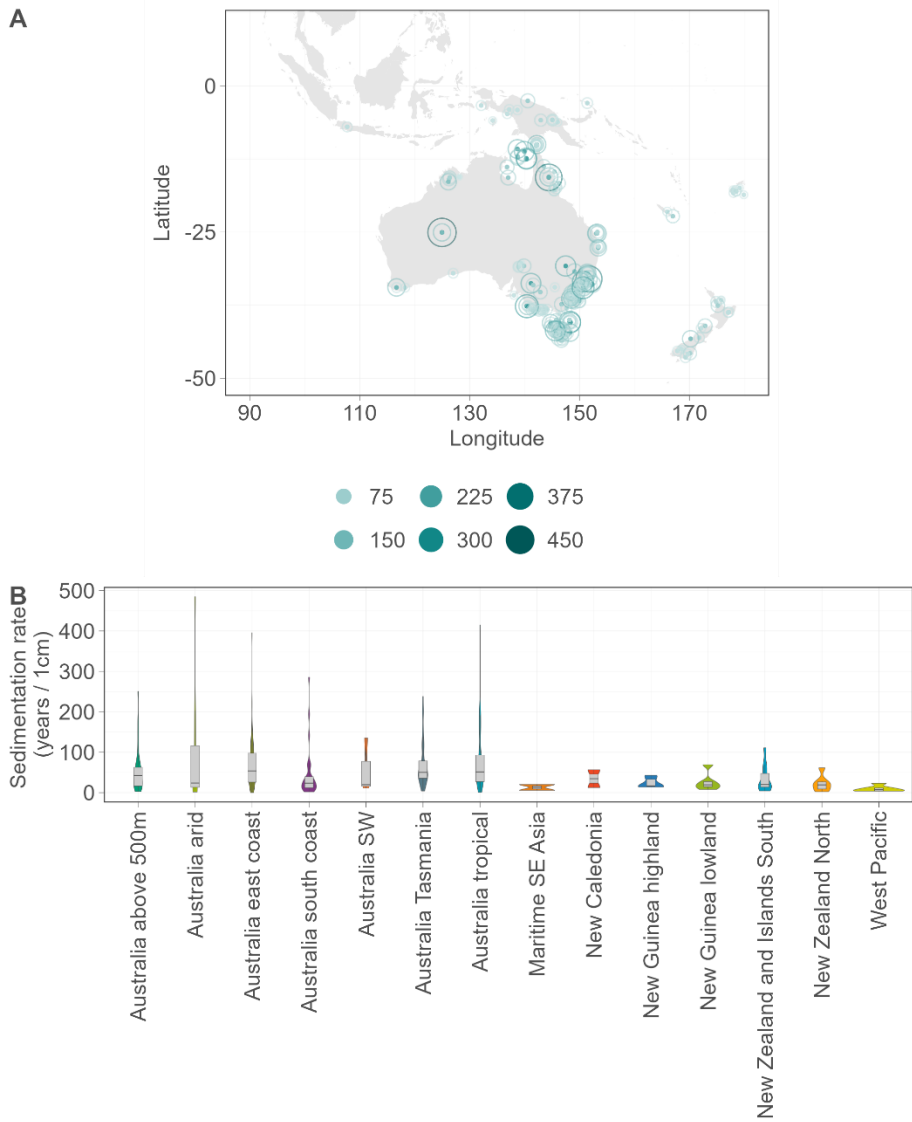 A
0
-25
-50
Latitude
90 110 130 150 170
Longitude
75 225 375
150 300 450
B
500
400
300
200
100
0
Sedimentation rate
(years / 1cm)
Australia above 500m
Australia arid
Australia east coast
Australia south coast
Australia SW
Australia Tasmania
Australia tropical
Maritime SE Asia
New Caledonia
New Guinea highland
New Guinea lowland
New Zealand and Islands South
New Zealand North
West Pacific